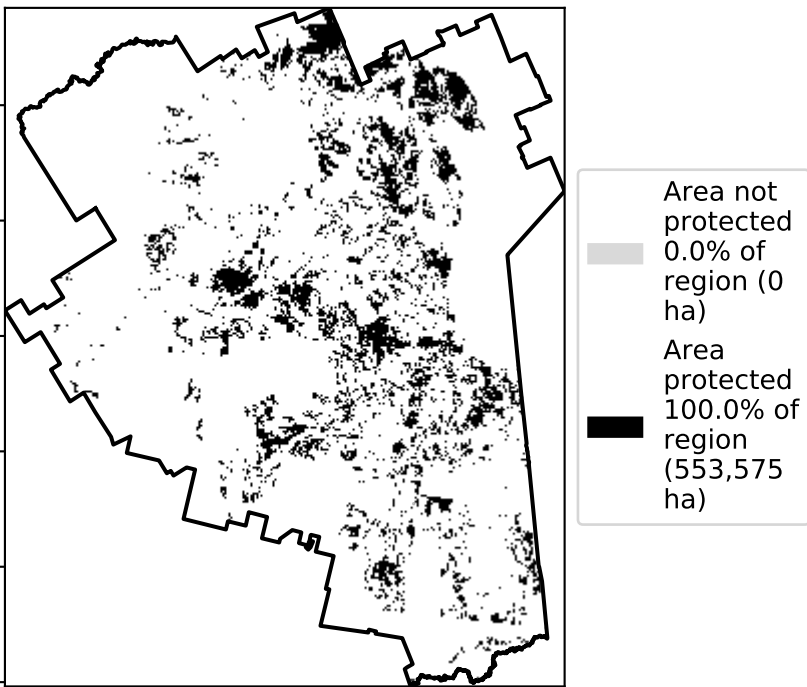 Area not
protected
0.0% of
region (0
ha)
Area
protected
100.0% of
region
(553,575
ha)